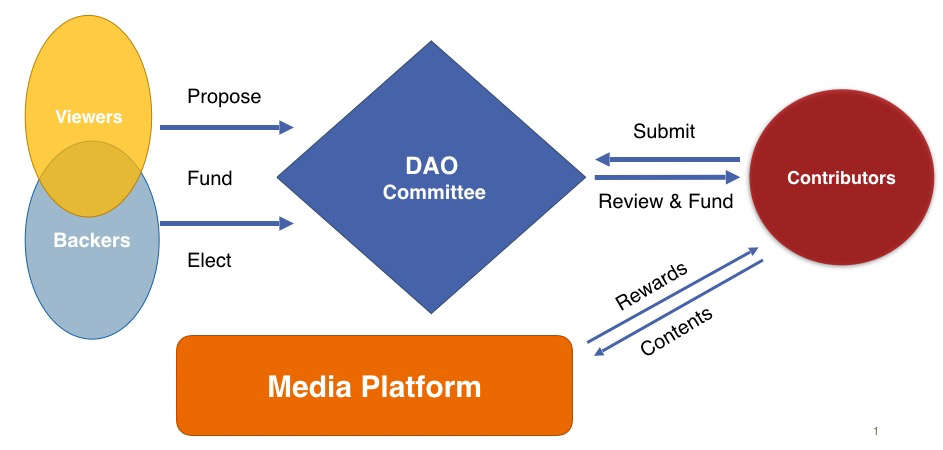 Viewers
Backers
Propose
Fund
Elect
DAO
Committee
Submit
Review & Fund
Contributors
Rewards
Contents
Media Platform
1